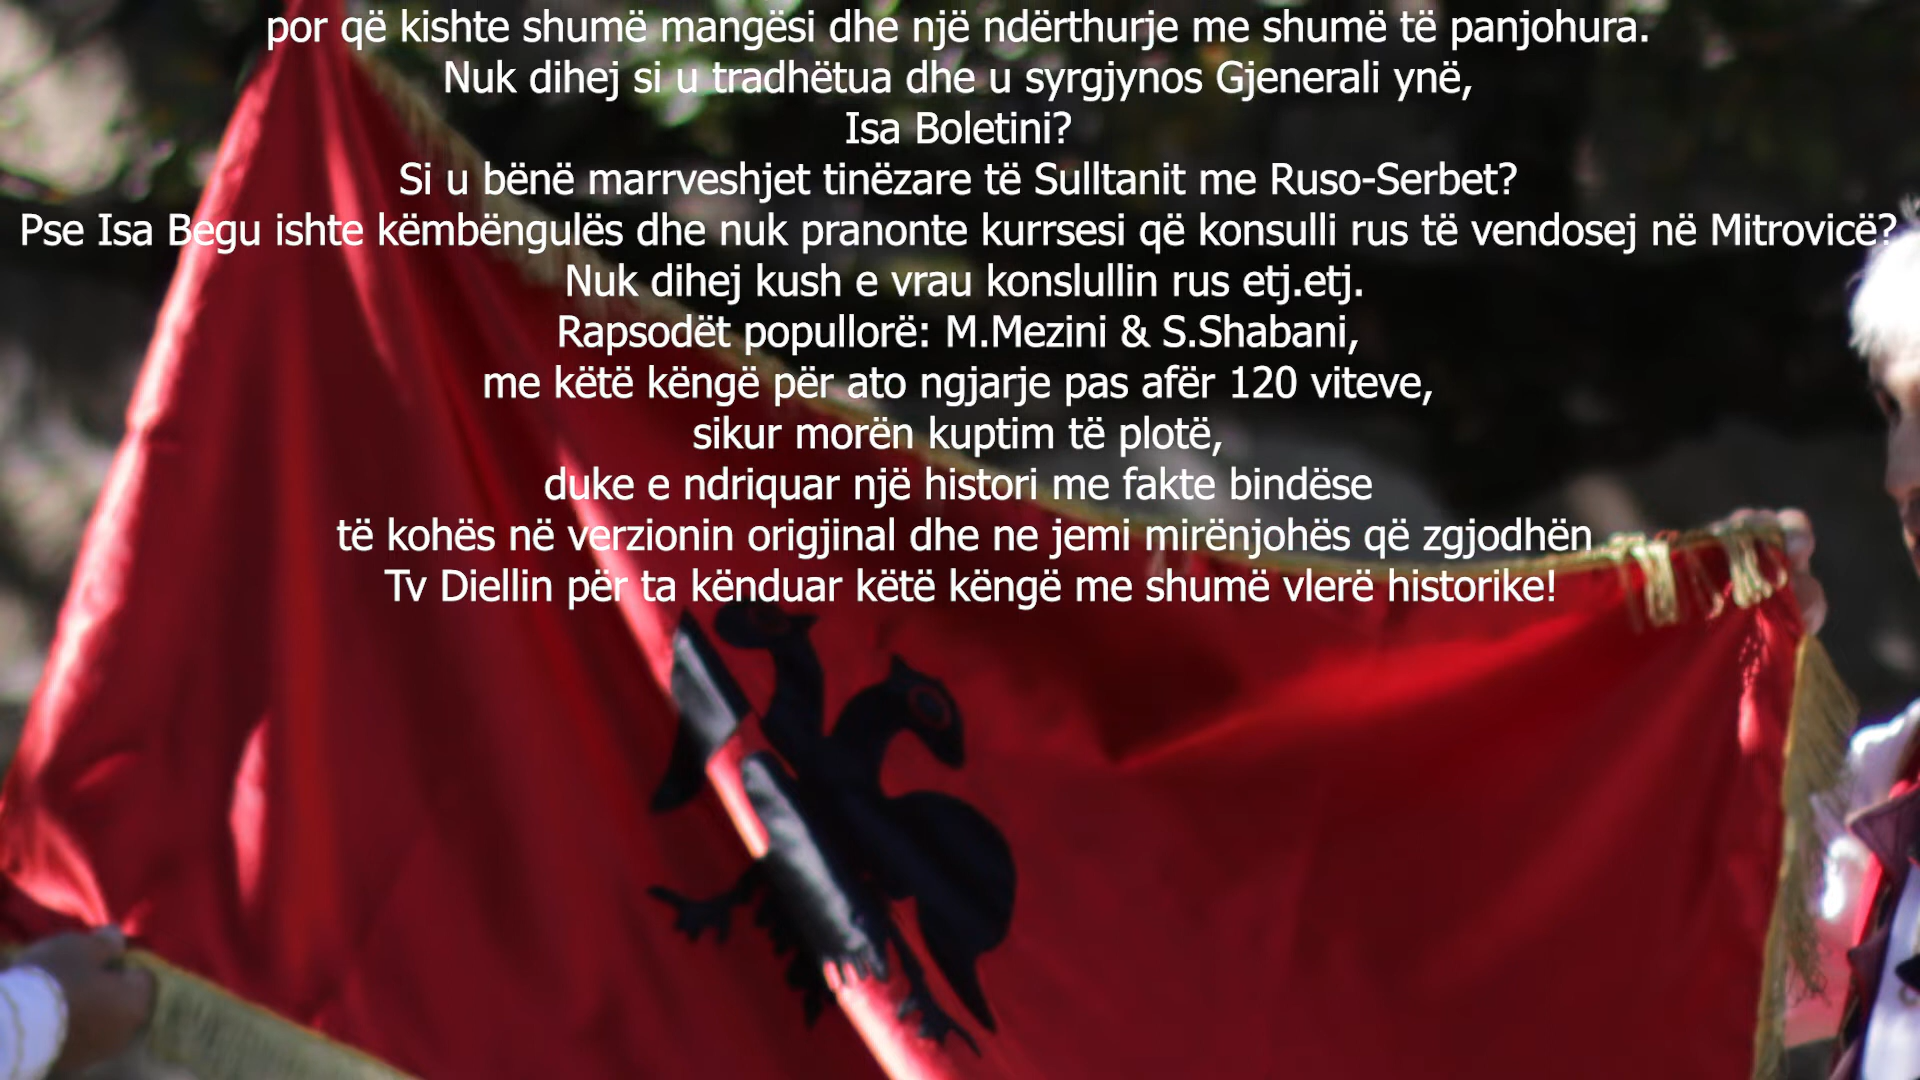 por që kishte shumë mangësi dhe një ndërthurje me shumë të panjohura.
Nuk dihej si u tradhëtua dhe u syrgjynos Gjenerali ynë,
Isa Boletini?
Si u bënë marrveshjet tinëzare të Sulltanit me Ruso-Serbet?
Pse Isa Begu ishte këmbëngulës dhe nuk pranonte kurrsesi që konsulli rus të vendosej në Mitrovicë?
Nuk dihej kush e vrau konslullin rus etj.etj.
Rapsodët popullorë: M.Mezini & S.Shabani,
me këtë këngë për ato ngjarje pas afër 120 viteve,
sikur morën kuptim të plotë,
duke e ndriquar një histori me fakte bindëse
të kohës në verzionin origjinal dhe ne jemi mirënjohës që zgjodhën
Tv Diellin për ta kënduar këtë këngë me shumë vlerë historike!